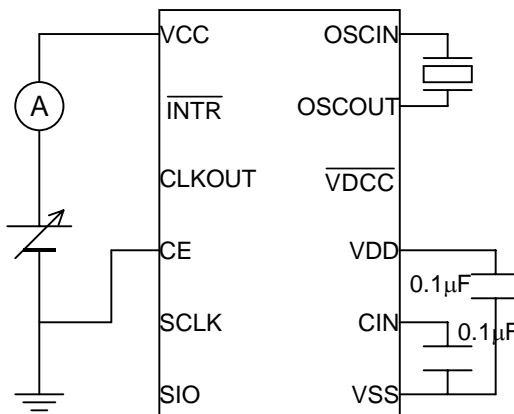 VCC OSCIN
A
INTR OSCOUT
CLKOUT VDCC
CE VDD
0.1μF
SCLK CIN 0.1μF
SIO VSS